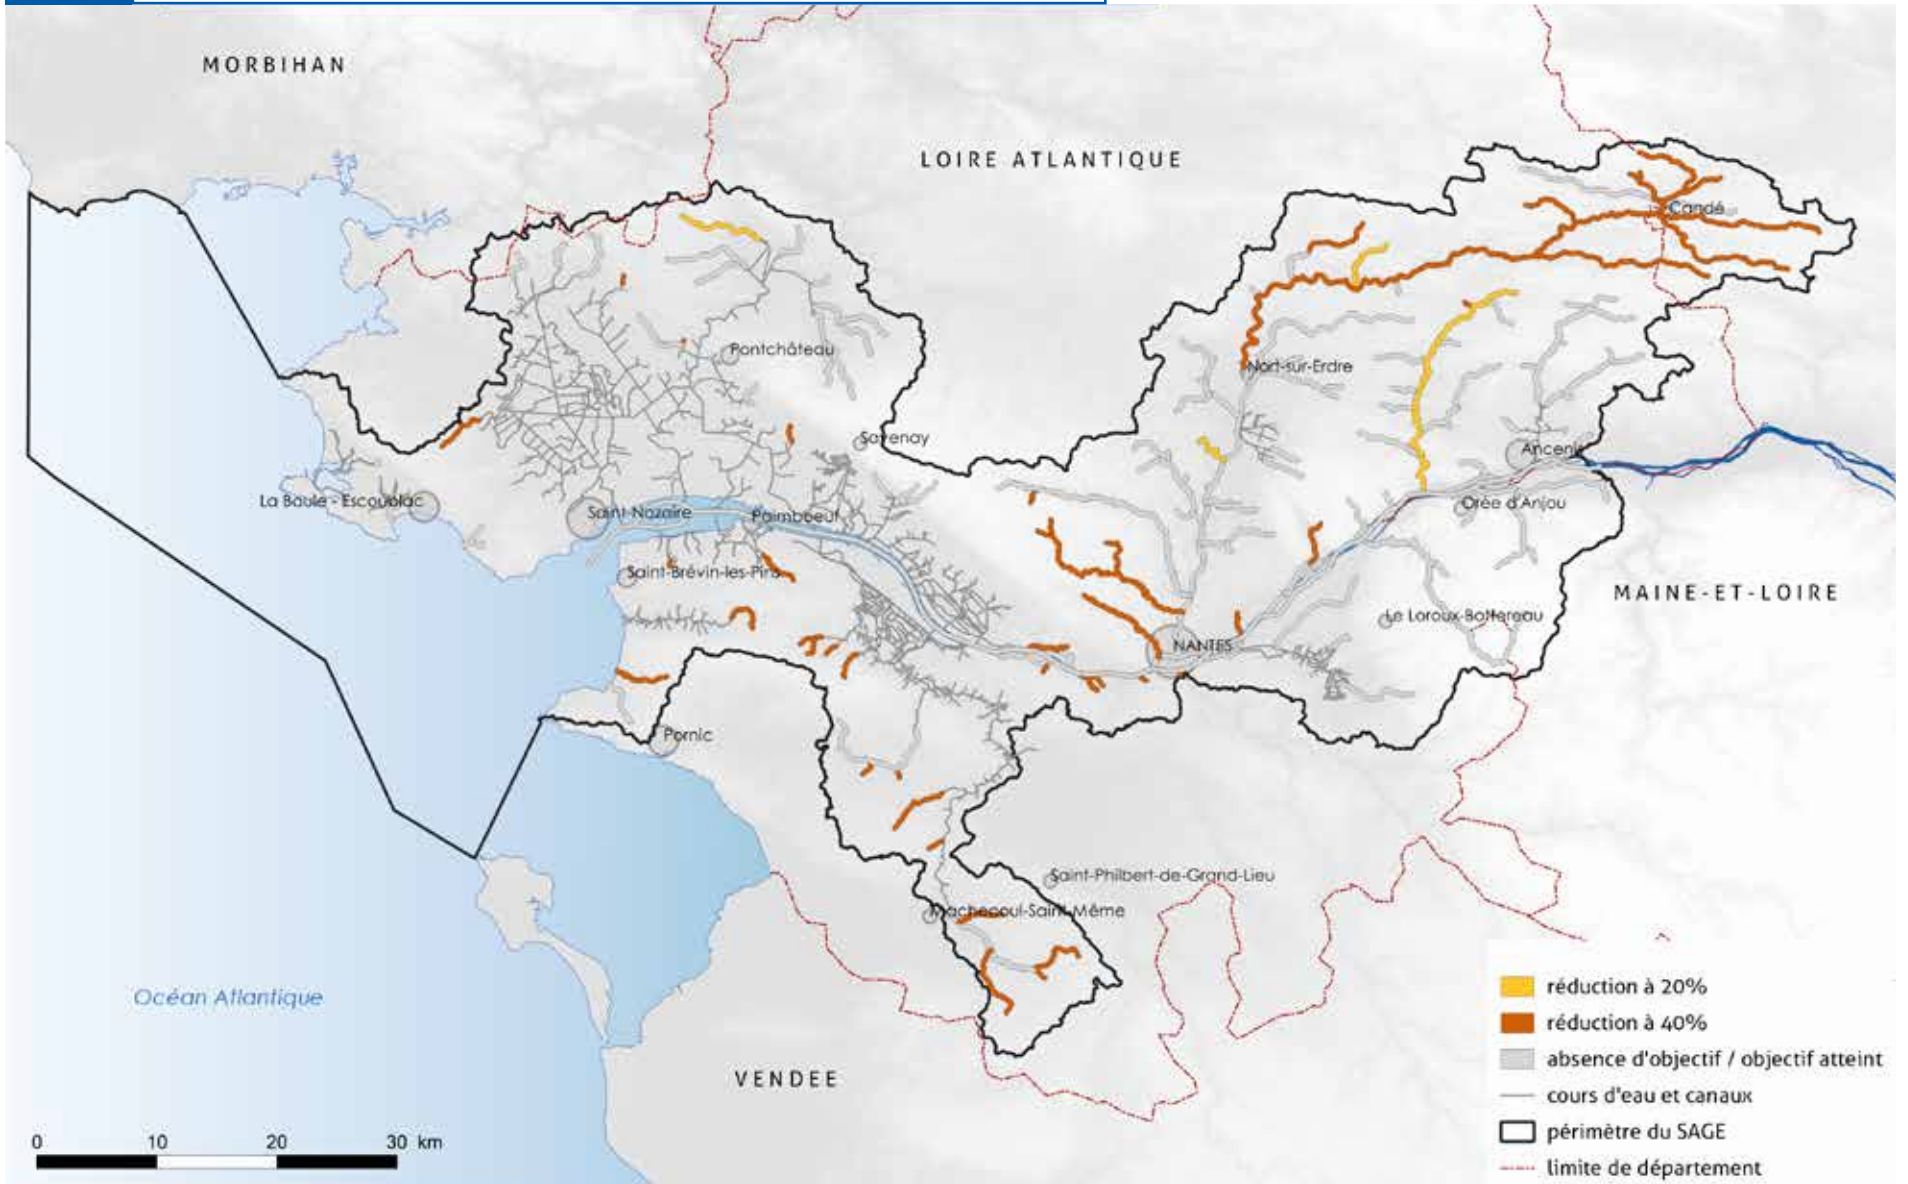 MORBIHAN
LOIRE ATLANTIQUE
Candé
Pontchâteau
Nort-sur-Erdre
Savenay
Ancenis
La Baule - Escoublac
Saint-Nazaire
Paimboeuf
Orée d'Anjou
Saint-Brévin-les-Pins
MAINE-ET-LOIRE
Le Loroux-Bottereau
NANTES
Pornic
Saint-Philbert-de-Grand-Lieu
Machecoul-Saint-Même
Océan Atlantique
VENDEE
réduction à 20%
réduction à 40%
absence d'objectif / objectif atteint
cours d'eau et canaux
périmètre du SAGE
limite de département
0 10 20 30 km